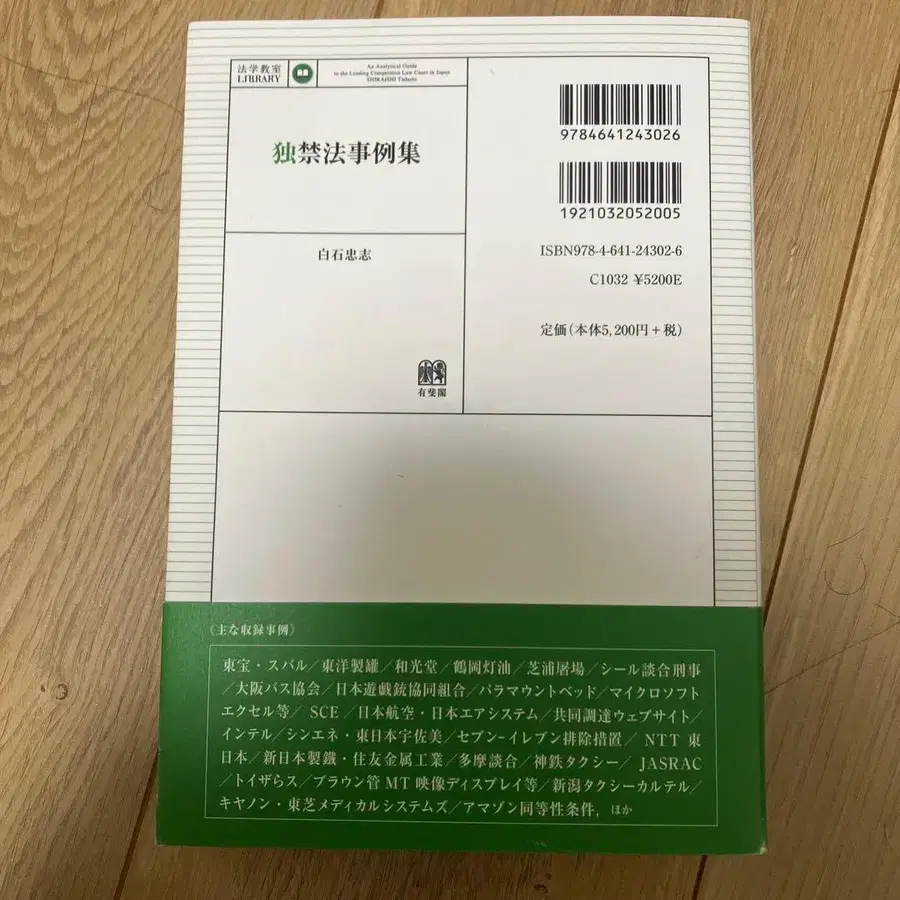 法学教室
LIBRARY
An Analytical Guide
to the Leading Competition Law Cases in Japan
SHIRAISHI Tadashi
独禁法事例集
白石忠志
有斐閣
9784641243026
1921032052005
ISBN978-4-641-24302-6
C1032 ¥5200E
定価(本体5,200円+税)
《主な収録事例》
東宝・スバル/東洋製罐/和光堂/鶴岡灯油/芝浦屠場/シール談合刑事
/大阪バス協会/日本遊戯銃協同組合/パラマウントベッド/マイクロソフト
エクセル等/ SCE /日本航空・日本エアシステム/共同調達ウェブサイト/
インテル/シンエネ・東日本宇佐美/セブン-イレブン排除措置/ NTT 東
日本/新日本製鐵・住友金属工業/多摩談合/神鉄タクシー/ JASRAC
/トイザらス/ブラウン管 MT 映像ディスプレイ等/新潟タクシーカルテル/
キヤノン・東芝メディカルシステムズ/アマゾン同等性条件, ほか